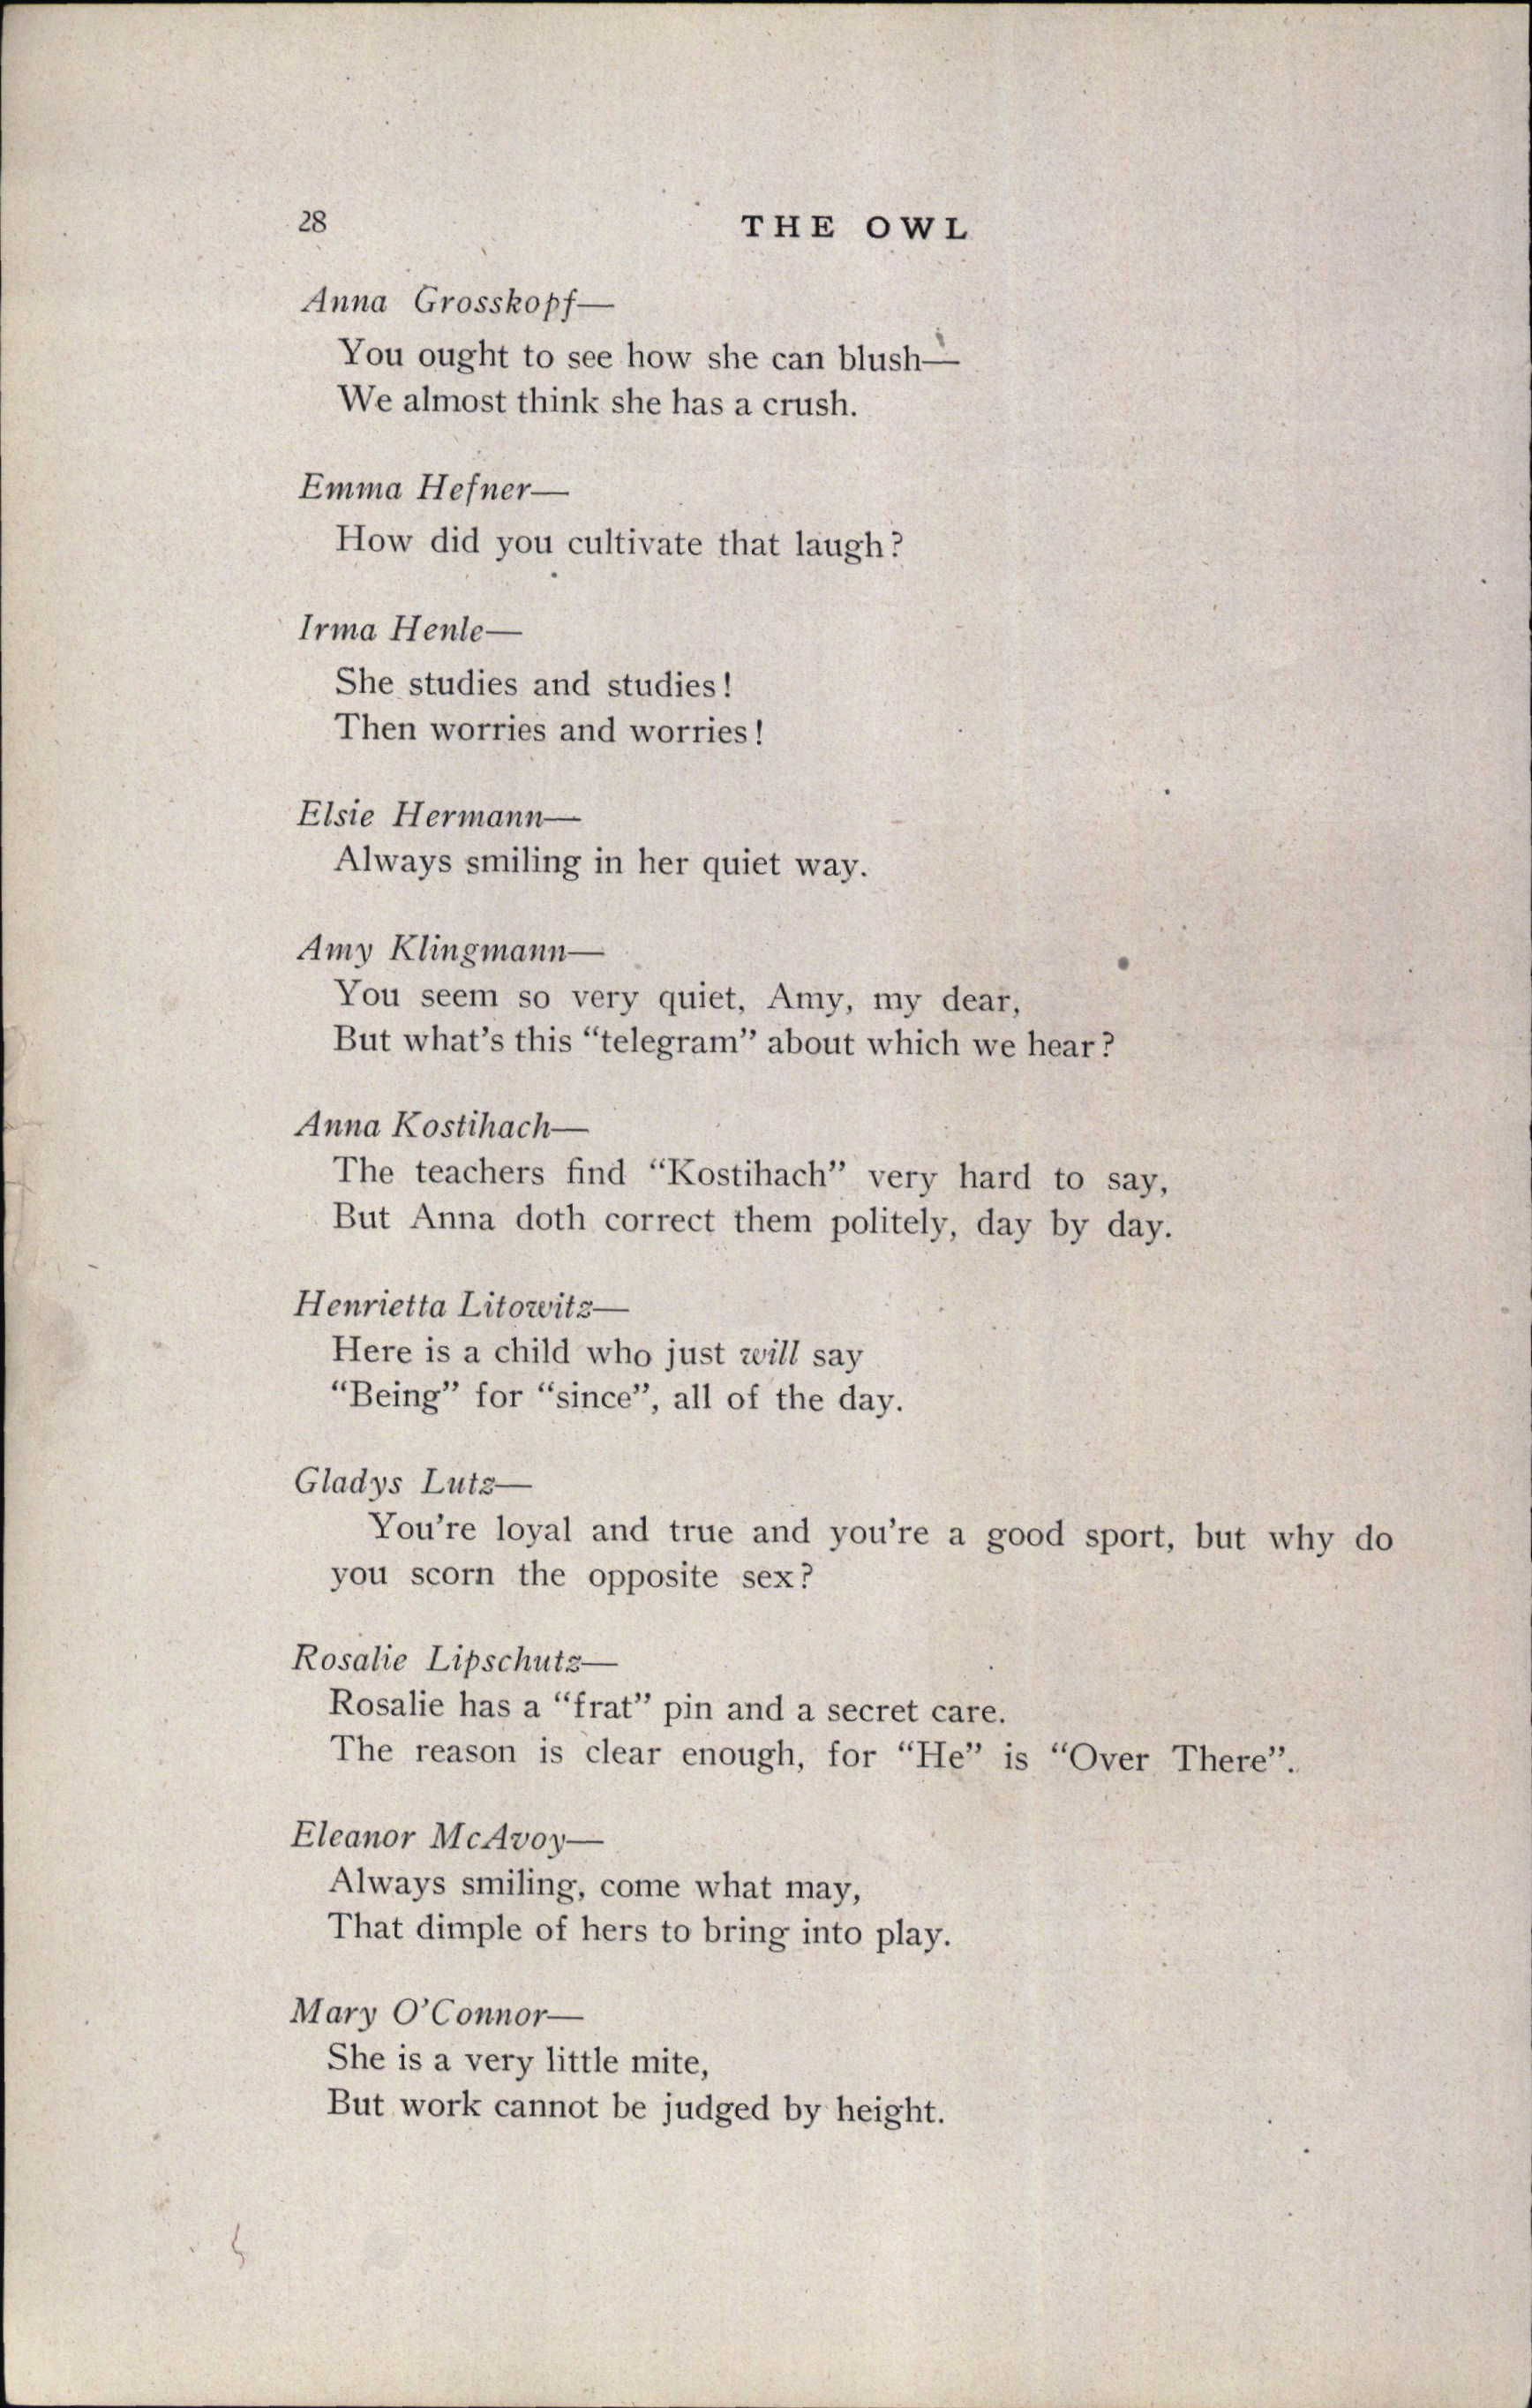 28
THE OWL
Anna Grosskopf—
You ought to see how she can blush—
We almost think she has a crush.
Emma Hefner—
How did you cultivate that laugh?
Irma Henle—
She studies and studies!
Then worries and worries!
Elsie Hermann—
Always smiling in her quiet way.
Amy Klingmann—
You seem so very quiet, Amy, my dear,
But what's this “telegram” about which we hear?
Anna Kostihach—
The teachers find “Kostihach” very hard to say,
But Anna doth correct them politely, day by day.
Henrietta Litowitz—
Here is a child who just will say
“Being” for “since”, all of the day.
Gladys Lutz—
You're loyal and true and you're a good sport, but why do
you scorn the opposite sex?
Rosalie Lipschutz—
Rosalie has a “frat” pin and a secret care.
The reason is clear enough, for “He” is “Over There”.
Eleanor McAvoy—
Always smiling, come what may,
That dimple of hers to bring into play.
Mary O'Connor—
She is a very little mite,
But work cannot be judged by height.